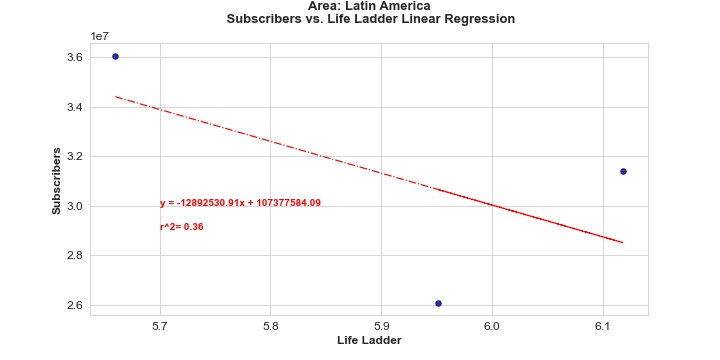 Area: Latin America
Subscribers vs. Life Ladder Linear Regression
1e7
3.6
3.4
3.2
3.0
2.8
2.6
Subscribers
y = -12892530.91x + 107377584.09
r^2= 0.36
5.7 5.8 5.9 6.0 6.1
Life Ladder